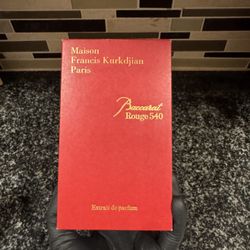 Maison
Francis Kurkdjian
Paris
Baccarat
Rouge 540
Extrait de parfum